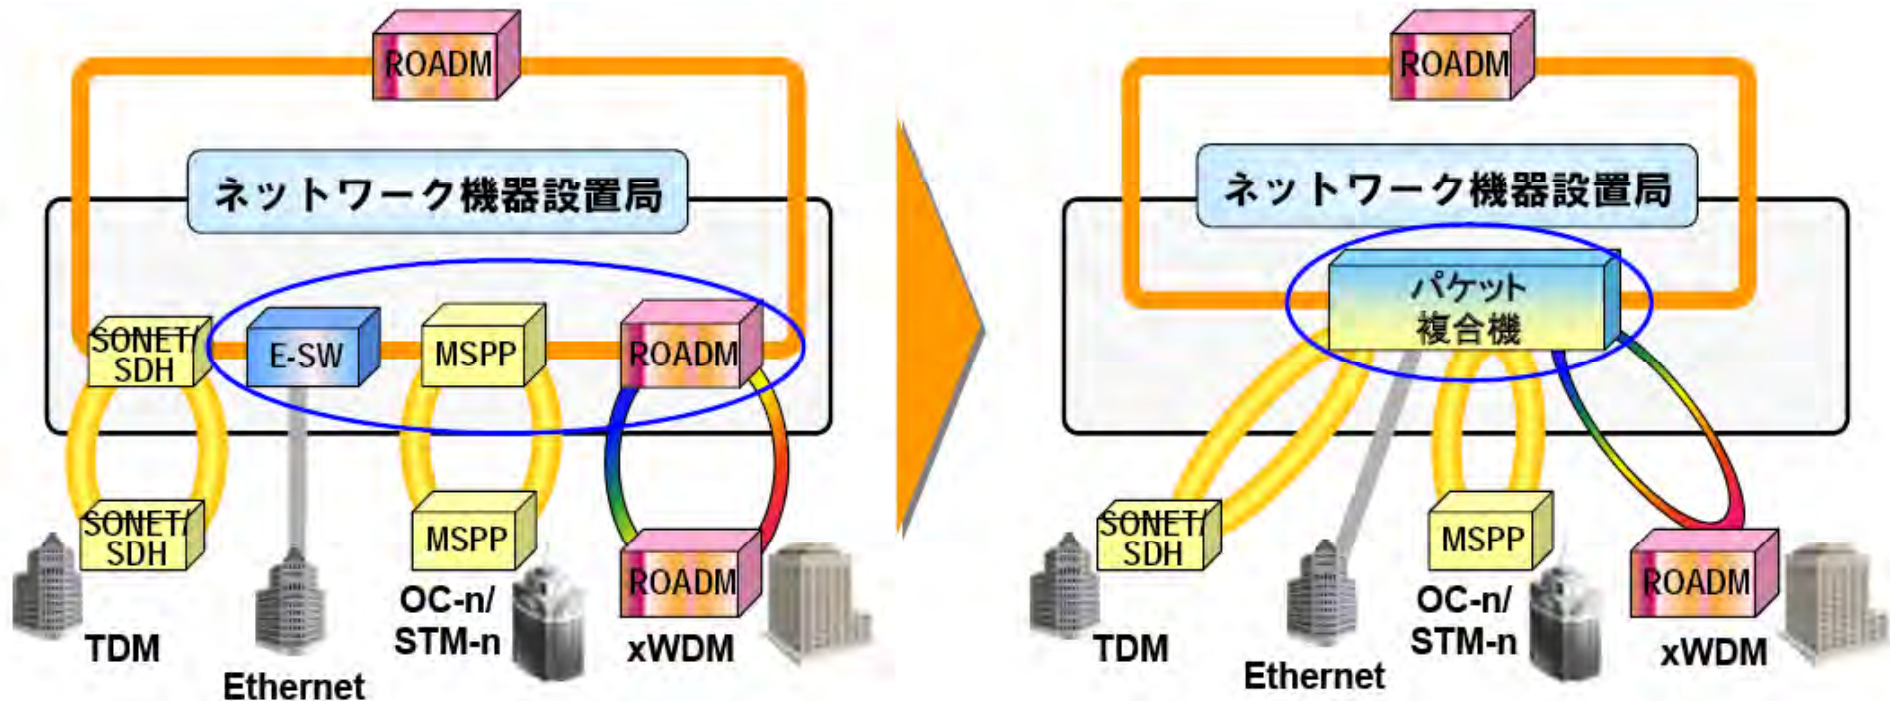 ROADM
ネットワーク機器設置局
SONET/
SDH
E-SW
MSPP
ROADM
SONET/
SDH
MSPP
ROADM
TDM
Ethernet
OC-n/
STM-n
xWDM
ROADM
ネットワーク機器設置局
パケット
複合機
SONET/
SDH
MSPP
ROADM
TDM
Ethernet
OC-n/
STM-n
xWDM